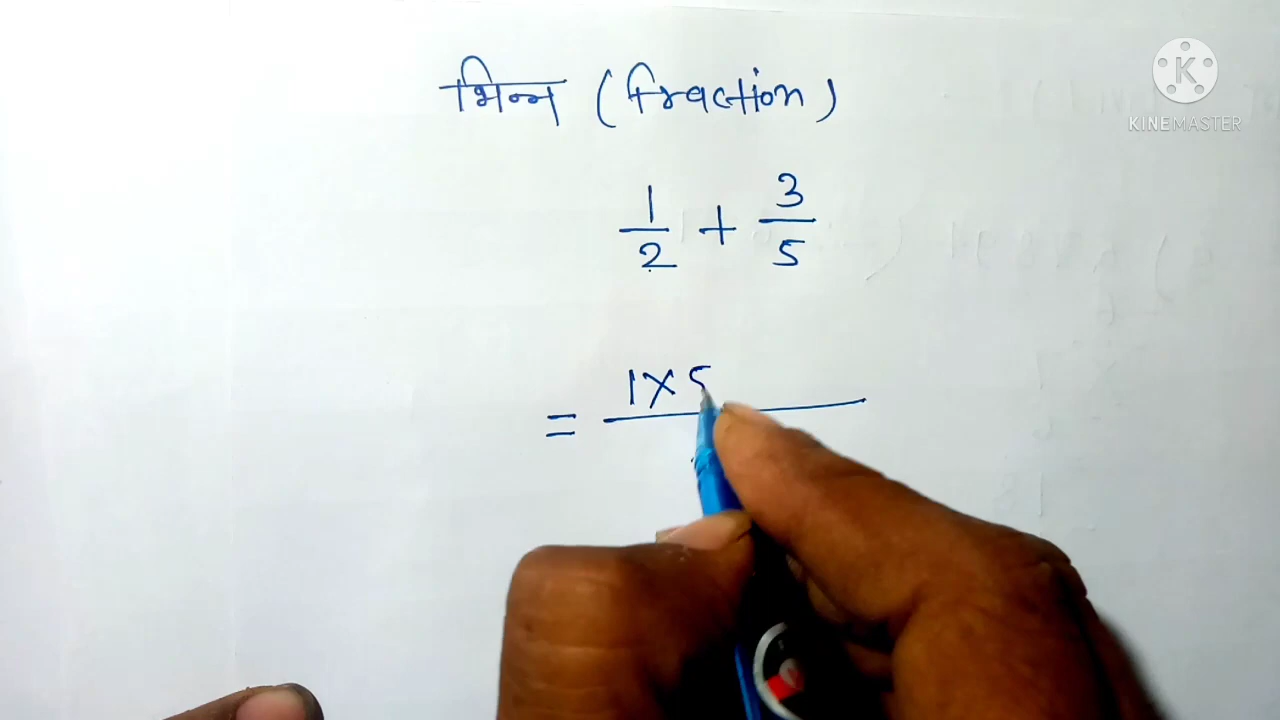 भिन्न (fraction)
K
KINEMASTER
1/2 + 3/5
= 1×5